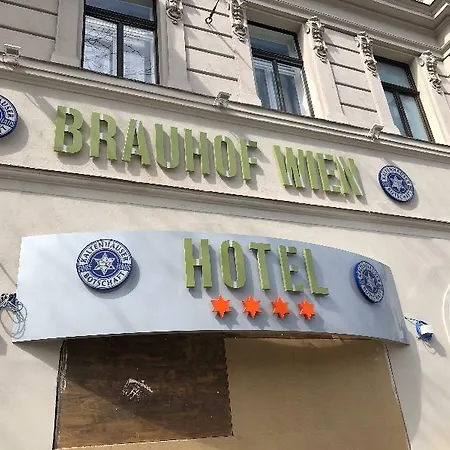 BRAUHOF WIEN
KALTENHAUSER
BOTSCHAFT
HOTEL